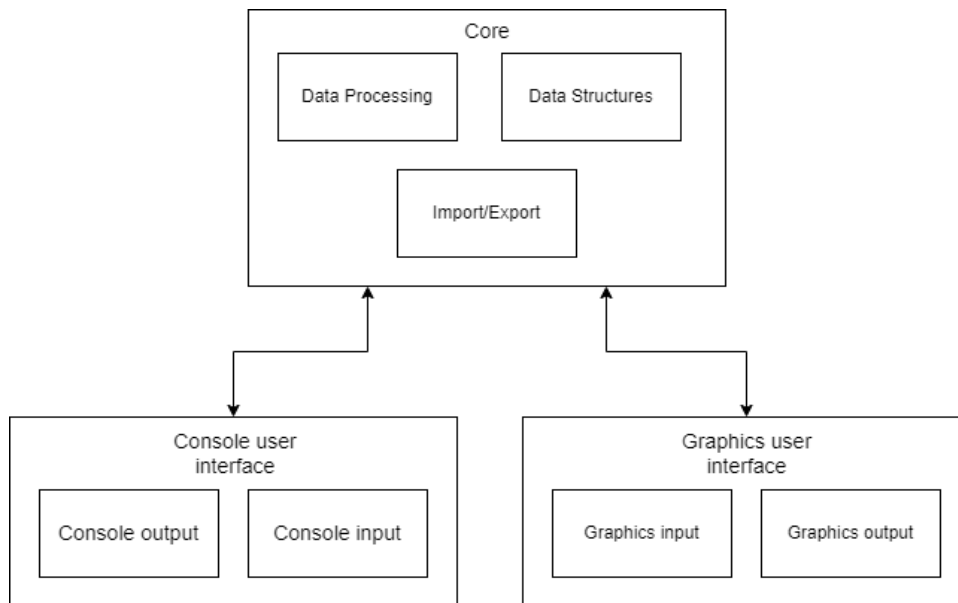 Core
Data Processing
Data Structures
Import/Export
Console user
interface
Console output
Console input
Graphics user
interface
Graphics input
Graphics output